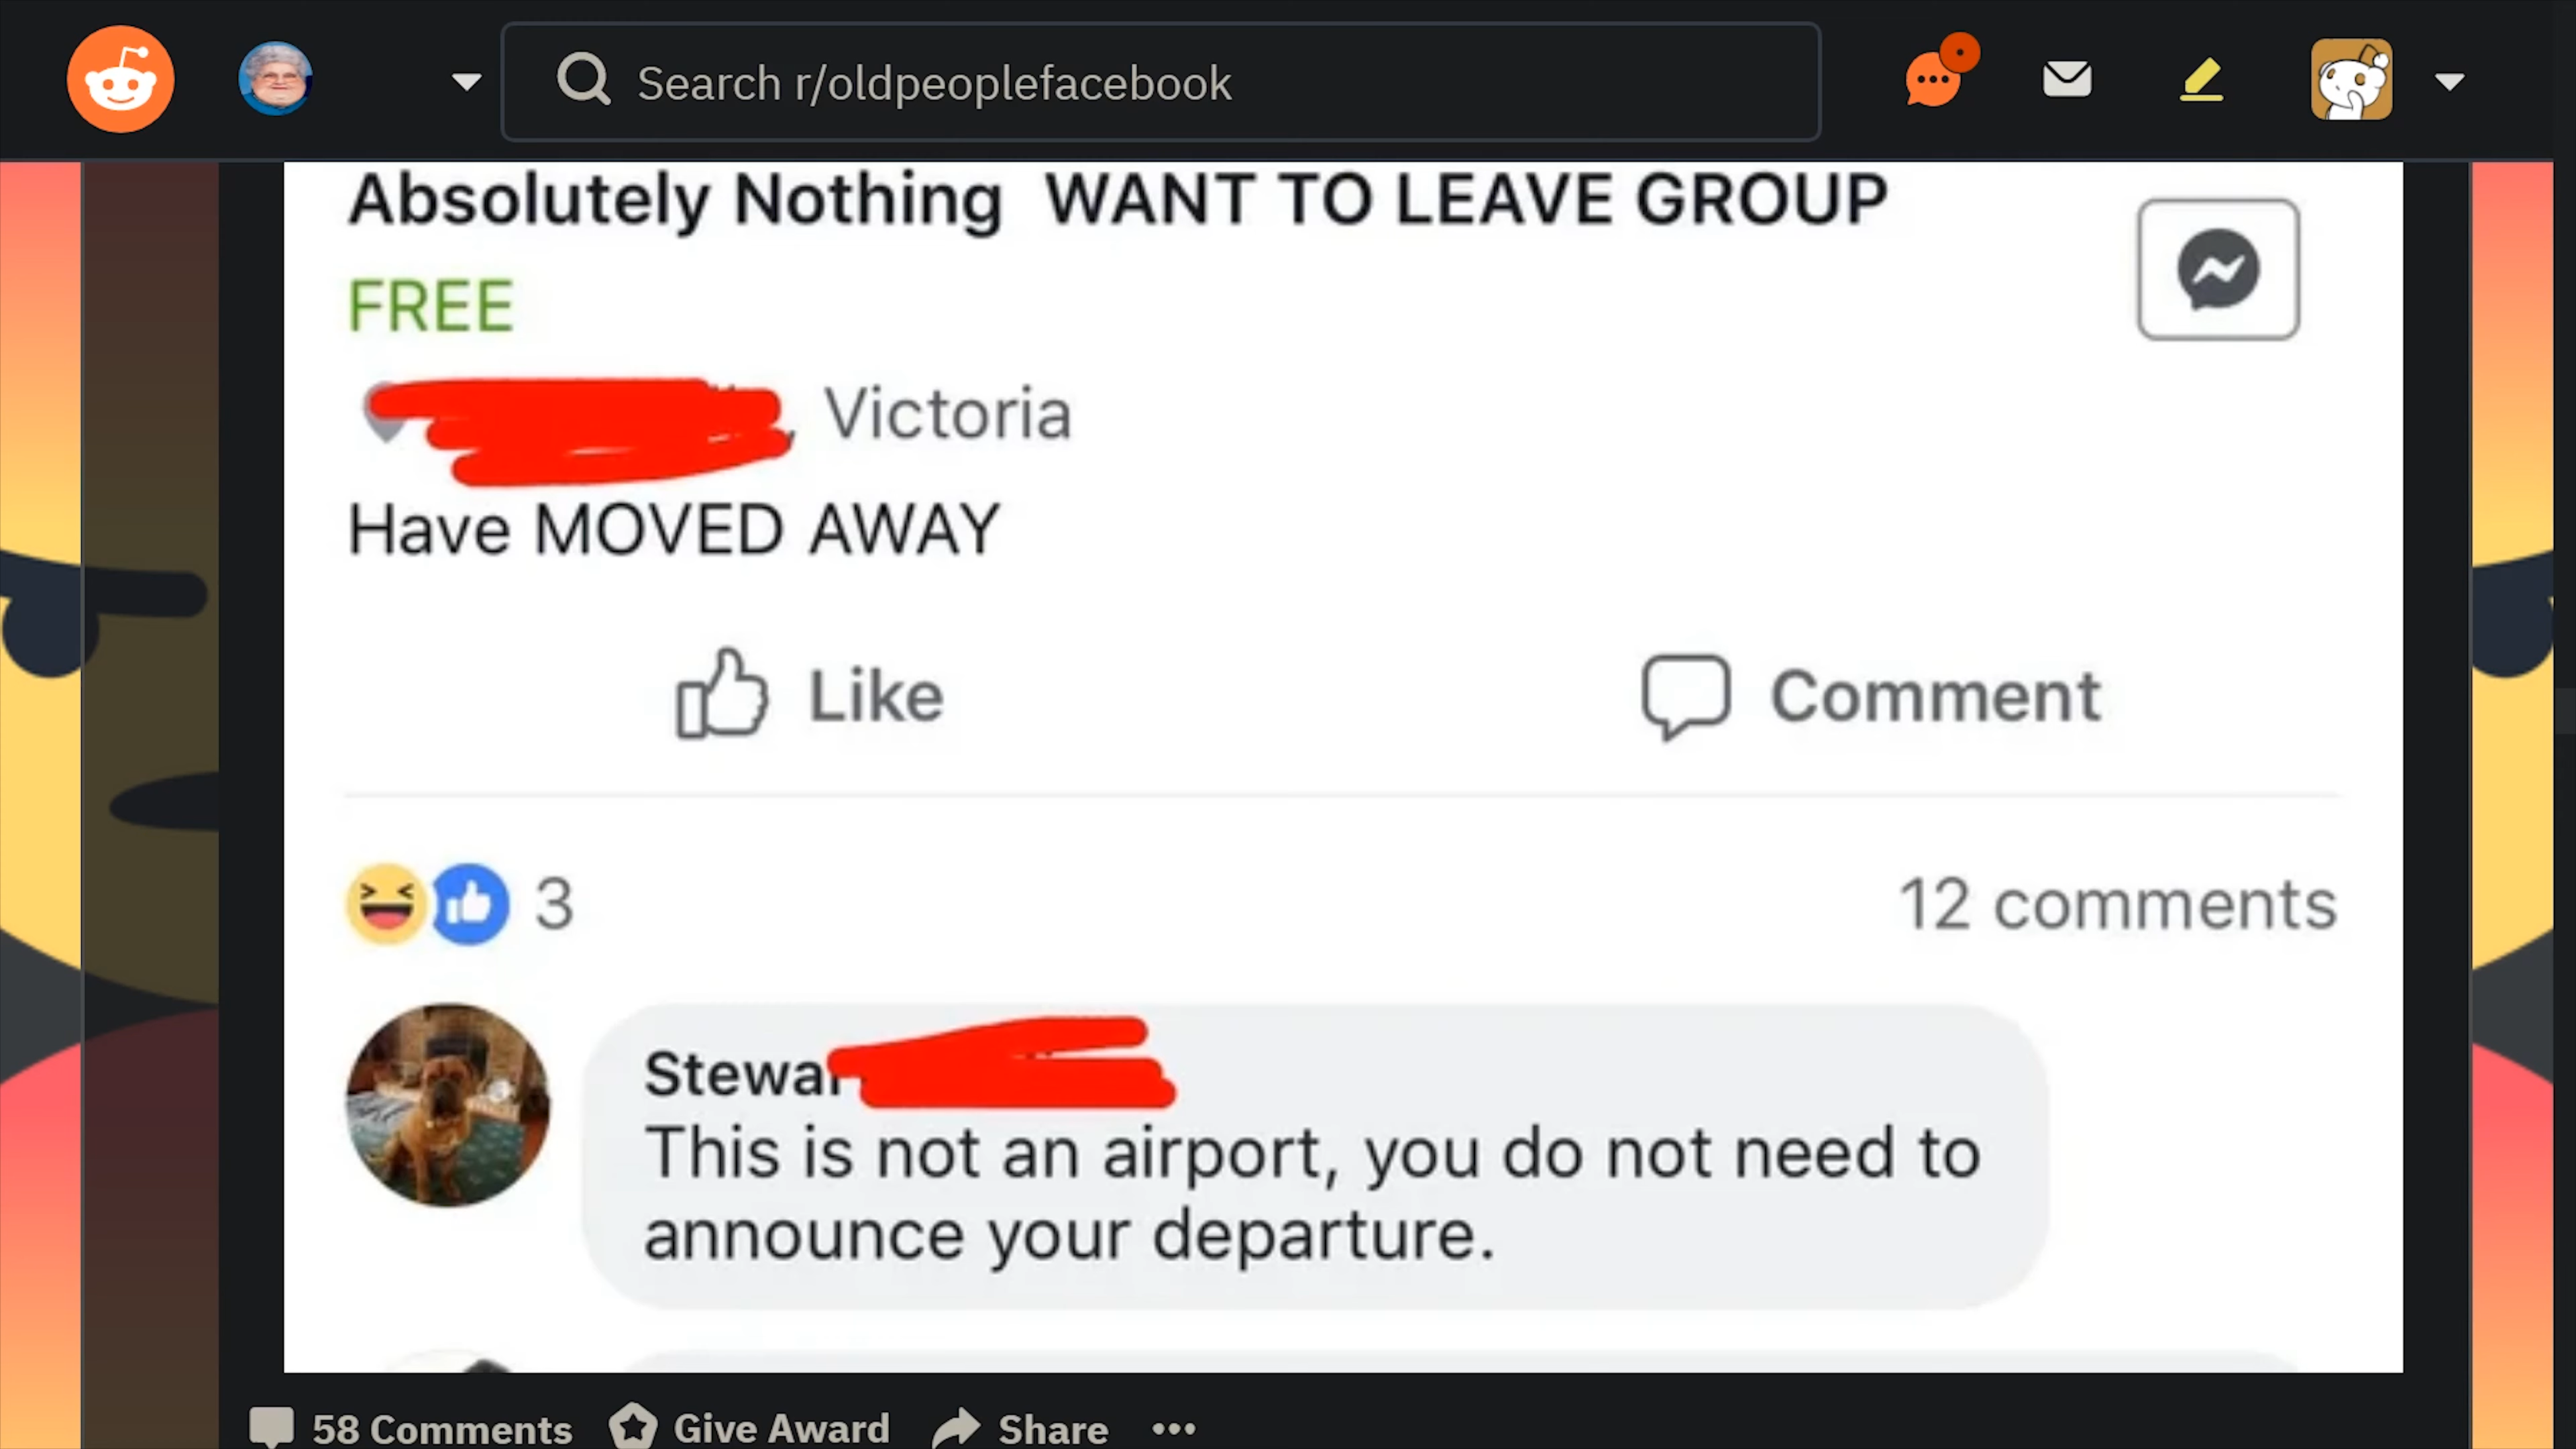 Search r/oldpeoplefacebook
Absolutely Nothing WANT TO LEAVE GROUP
FREE
, Victoria
Have MOVED AWAY
Like
Comment
3
12 comments
Stewar
This is not an airport, you do not need to
announce your departure.
58 Comments
Give Award
Share